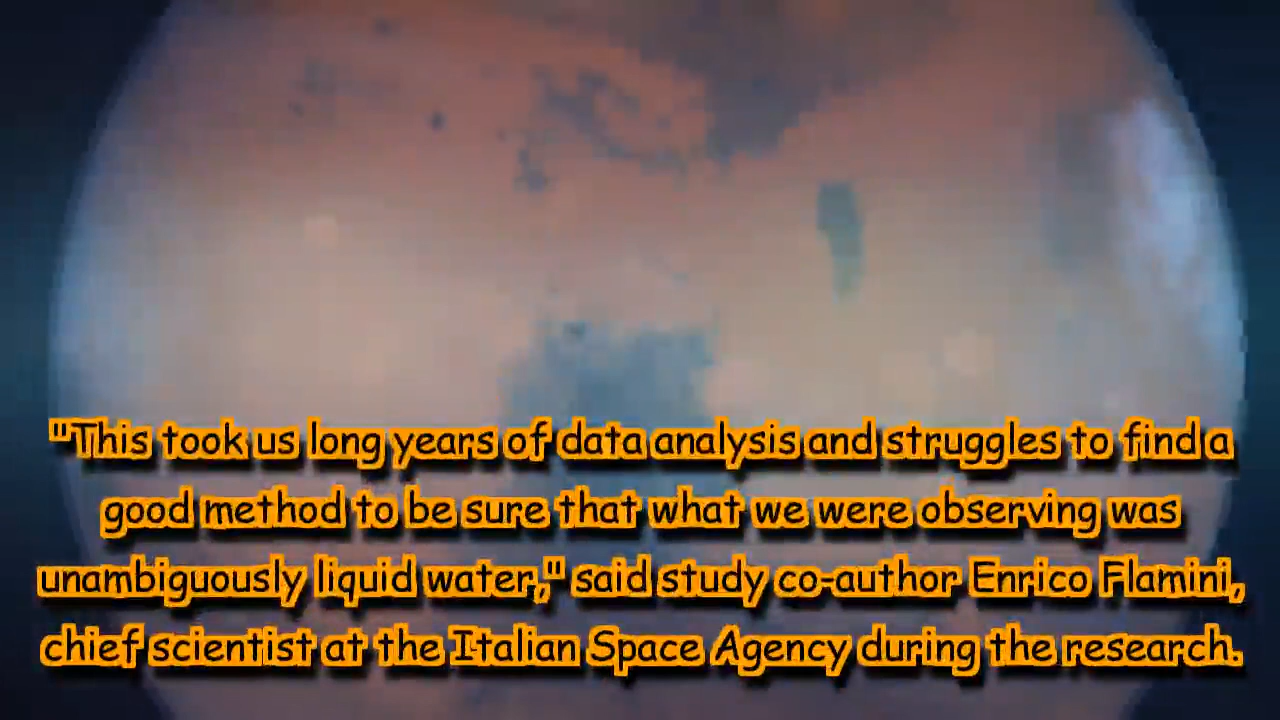 "This took us long years of data analysis and struggles to find a
good method to be sure that what we were observing was
unambiguously liquid water," said study co-author Enrico Flamini,
chief scientist at the Italian Space Agency during the research.